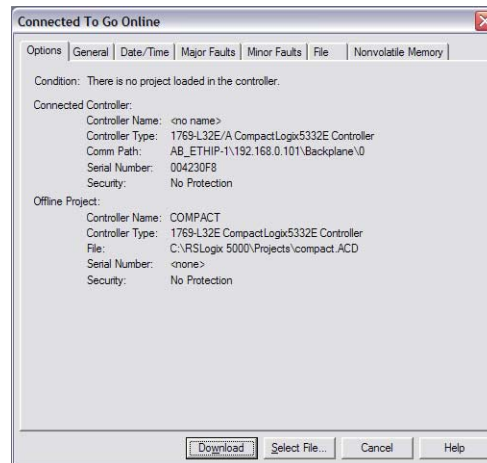 Connected To Go Online
Options General Date/Time Major Faults Minor Faults File Nonvolatile Memory
Condition: There is no project loaded in the controller.
Connected Controller:
Controller Name: <no name>
Controller Type: 1769-L32E/A CompactLogix5332E Controller
Comm Path: AB_ETHIP-1\192.168.0.101\Backplane\0
Serial Number: 004230F8
Security: No Protection
Offline Project:
Controller Name: COMPACT
Controller Type: 1769-L32E CompactLogix5332E Controller
File: C:\RSLogix 5000\Projects\compact.ACD
Serial Number: <none>
Security: No Protection
Download Select File... Cancel Help